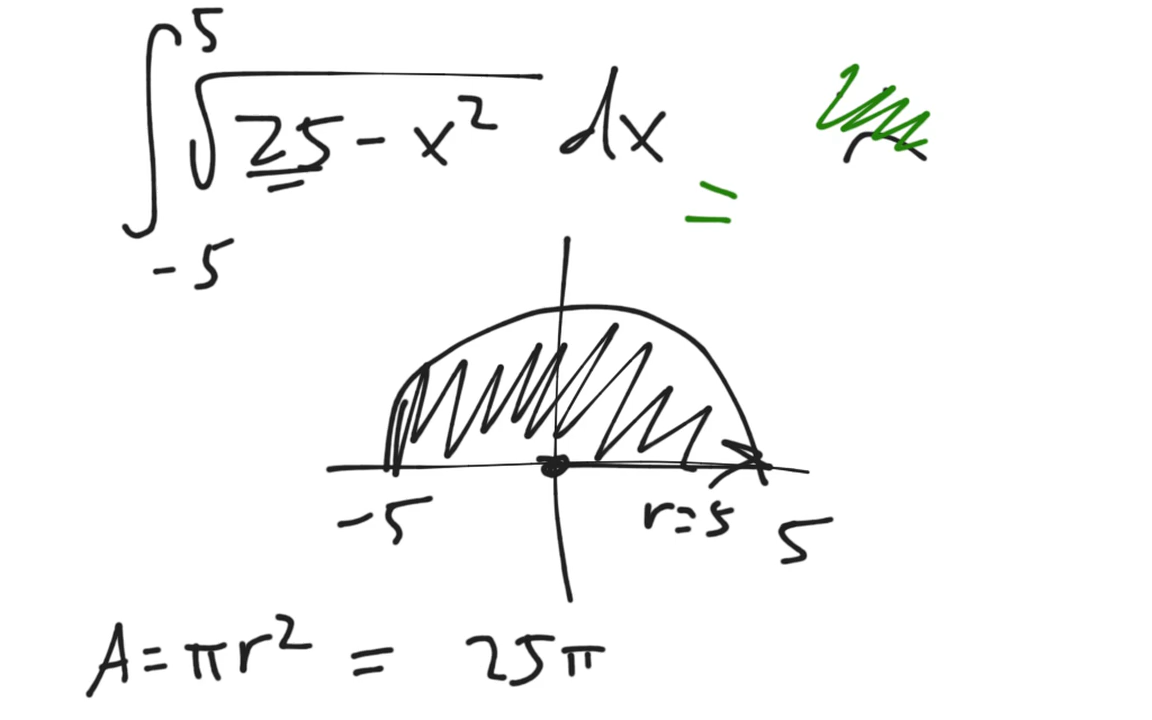 ∫_{-5}^{5} √(25 - x²) dx =
-5 r=5 5
A = πr² = 25π